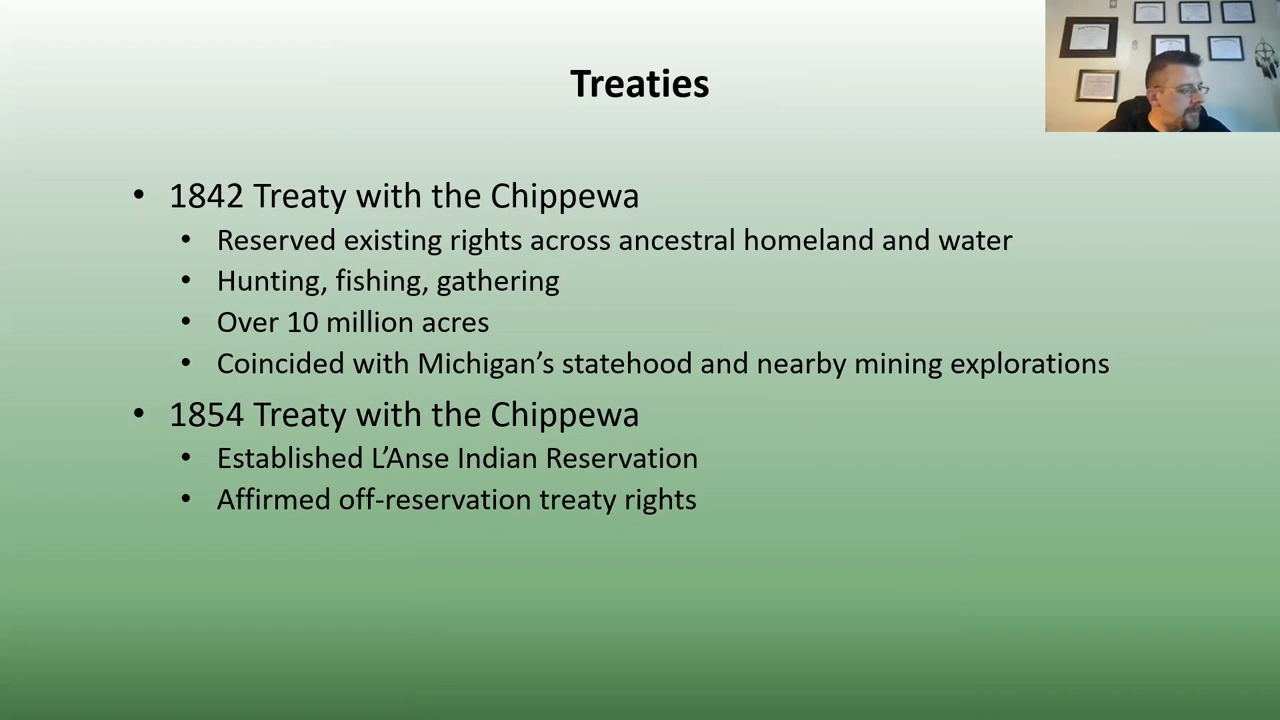 Treaties
• 1842 Treaty with the Chippewa
• Reserved existing rights across ancestral homeland and water
• Hunting, fishing, gathering
• Over 10 million acres
• Coincided with Michigan’s statehood and nearby mining explorations
• 1854 Treaty with the Chippewa
• Established L’Anse Indian Reservation
• Affirmed off-reservation treaty rights